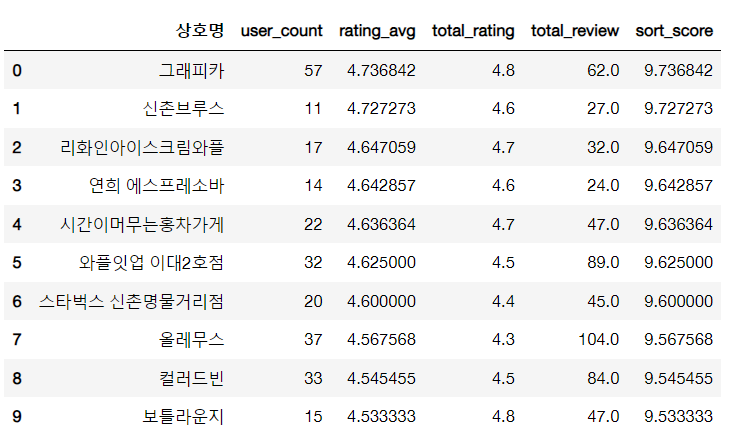 상호명 user_count rating_avg total_rating total_review sort_score
0 그래피카 57 4.736842 4.8 62.0 9.736842
1 신촌브루스 11 4.727273 4.6 27.0 9.727273
2 리화인아이스크림와플 17 4.647059 4.7 32.0 9.647059
3 연희 에스프레소바 14 4.642857 4.6 24.0 9.642857
4 시간이머무는홍차가게 22 4.636364 4.7 47.0 9.636364
5 와플잇업 이대2호점 32 4.625000 4.5 89.0 9.625000
6 스타벅스 신촌명물거리점 20 4.600000 4.4 45.0 9.600000
7 올레무스 37 4.567568 4.3 104.0 9.567568
8 컬러드빈 33 4.545455 4.5 84.0 9.545455
9 보틀라운지 15 4.533333 4.8 47.0 9.533333